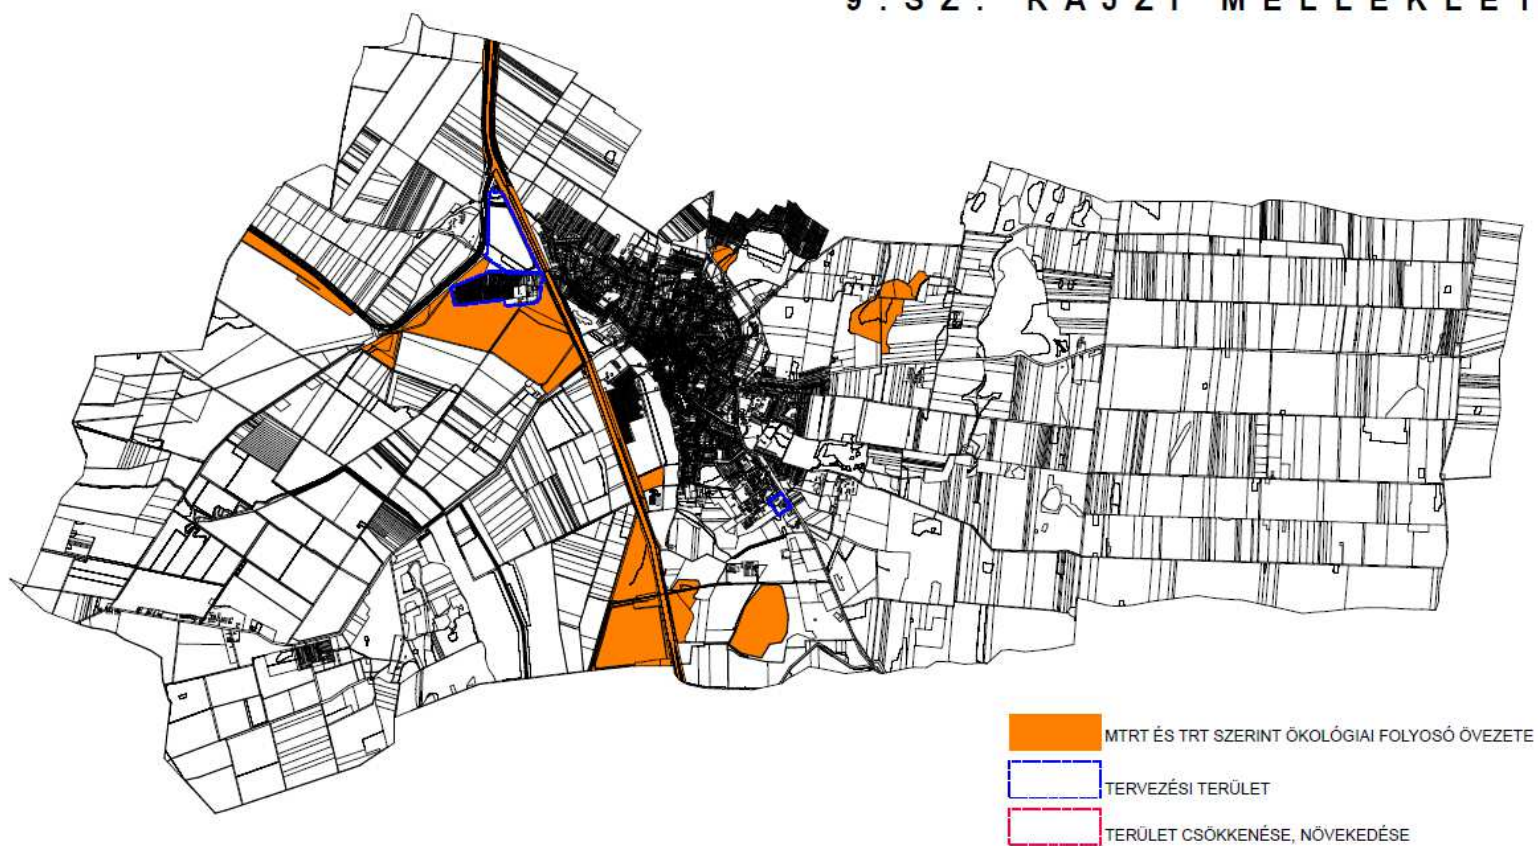 9.SZ. RAJZI MELLÉKLET
MTRT ÉS TRT SZERINT ÖKOLÓGIAI FOLYOSÓ ÖVEZETE
TERVEZÉSI TERÜLET
TERÜLET CSÖKKENÉSE, NÖVEKEDÉSE